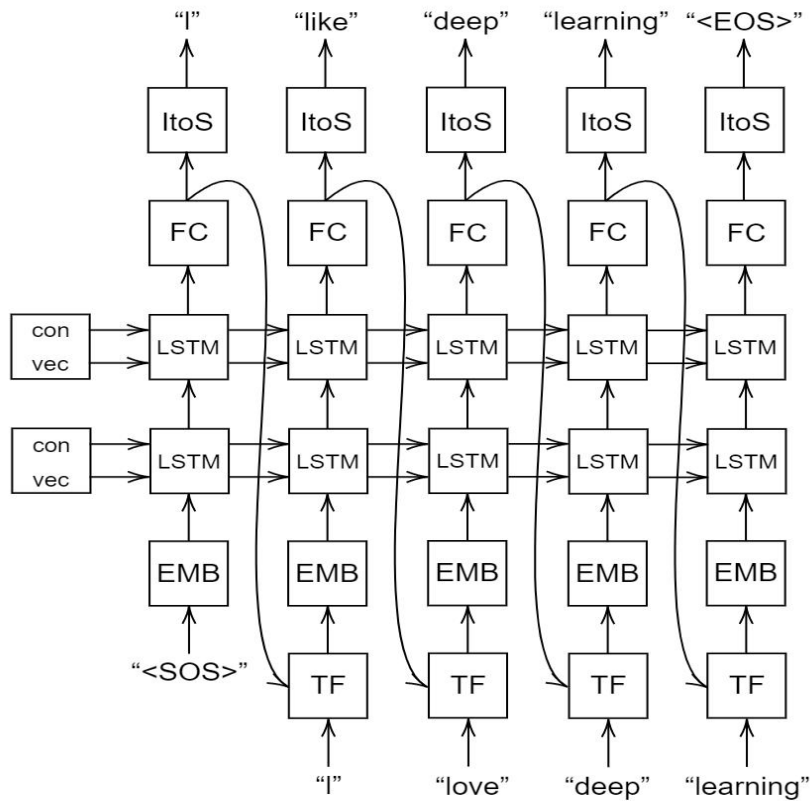 “I” “like” “deep” “learning” “<EOS>”
ItoS ItoS ItoS ItoS ItoS
FC FC FC FC FC
con
vec
LSTM LSTM LSTM LSTM LSTM
con
vec
LSTM LSTM LSTM LSTM LSTM
EMB EMB EMB EMB EMB
“<SOS>”
TF TF TF TF
“I” “love” “deep” “learning”